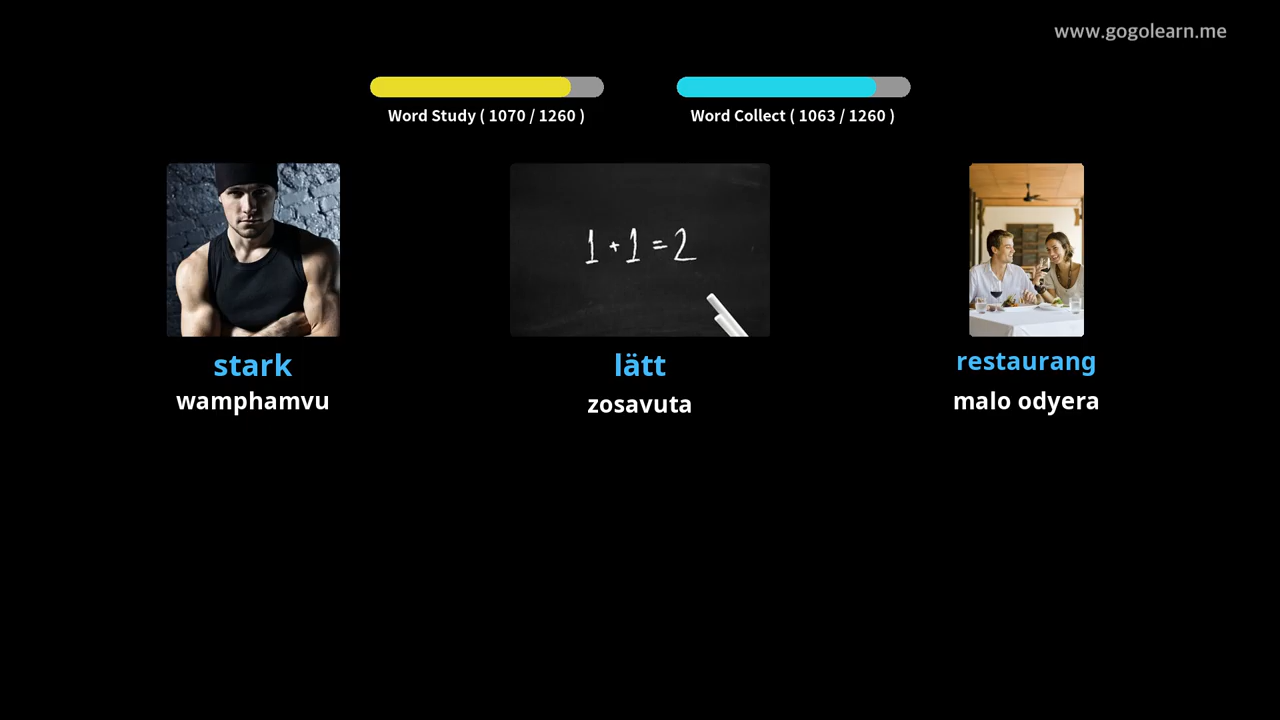 www.gogolearn.me
Word Study ( 1070 / 1260 )
Word Collect ( 1063 / 1260 )
1 + 1 = 2
stark
lätt
restaurang
wamphamvu
zosavuta
malo odyera